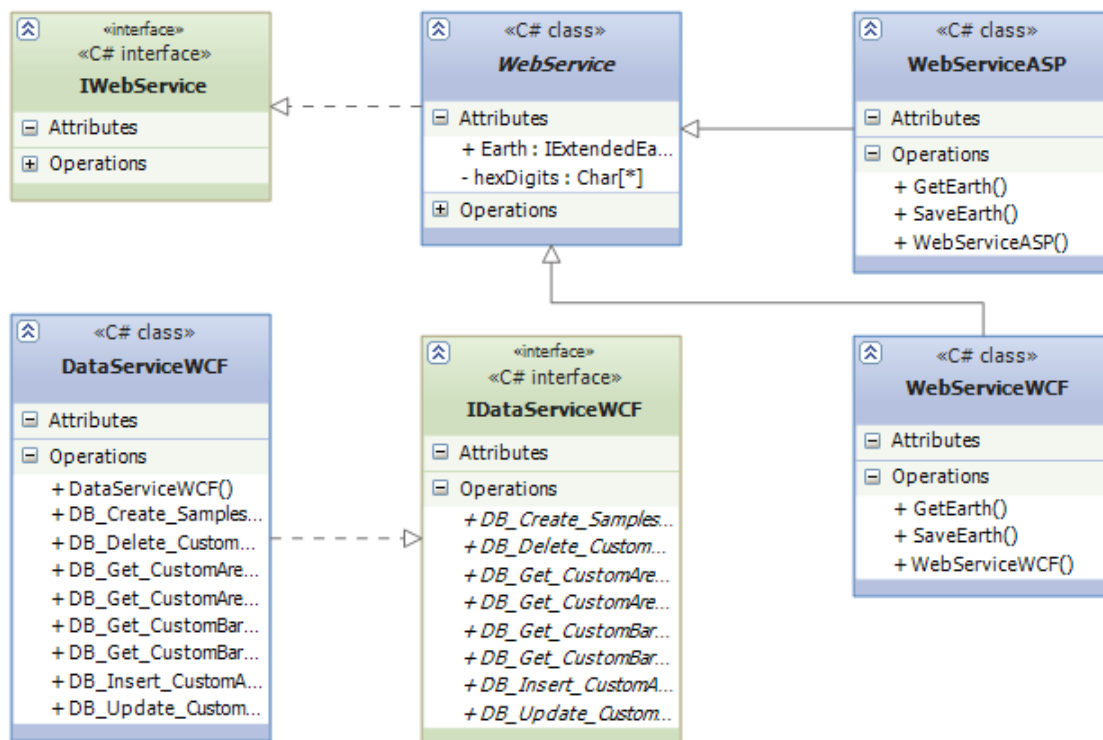 «interface»
«C# interface»
IWebService
Attributes
Operations
«C# class»
WebService
Attributes
+ Earth : IExtendedEa...
- hexDigits : Char[*]
Operations
«C# class»
WebServiceASP
Attributes
Operations
+ GetEarth()
+ SaveEarth()
+ WebServiceASP()
«C# class»
DataServiceWCF
Attributes
Operations
+ DataServiceWCF()
+ DB_Create_Samples...
+ DB_Delete_Custom...
+ DB_Get_CustomAre...
+ DB_Get_CustomAre...
+ DB_Get_CustomBar...
+ DB_Get_CustomBar...
+ DB_Insert_CustomA...
+ DB_Update_Custom...
«interface»
«C# interface»
IDataServiceWCF
Attributes
Operations
+ DB_Create_Samples...
+ DB_Delete_Custom...
+ DB_Get_CustomAre...
+ DB_Get_CustomAre...
+ DB_Get_CustomBar...
+ DB_Get_CustomBar...
+ DB_Insert_CustomA...
+ DB_Update_Custom...
«C# class»
WebServiceWCF
Attributes
Operations
+ GetEarth()
+ SaveEarth()
+ WebServiceWCF()